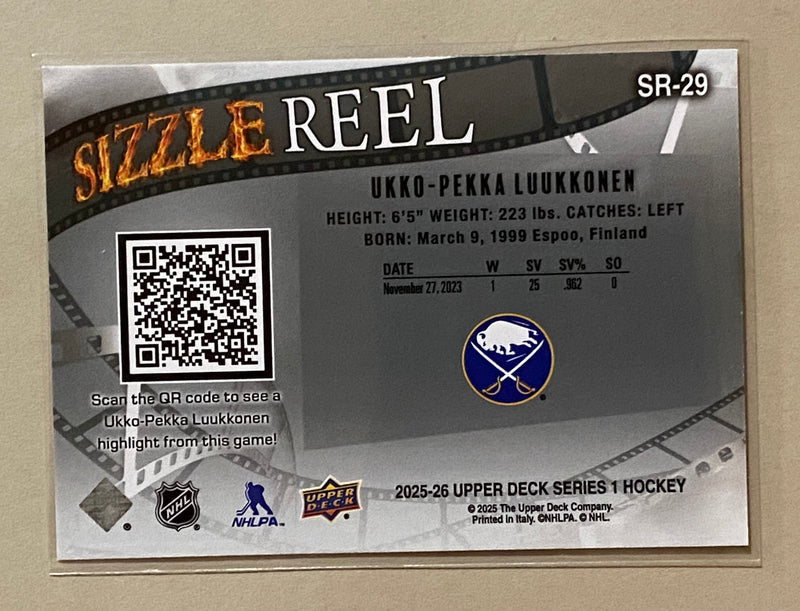 SR-29
SIZZLE REEL
UKKO-PEKKA LUUKKONEN
HEIGHT: 6'5" WEIGHT: 223 lbs. CATCHES: LEFT
BORN: March 9, 1999 Espoo, Finland
DATE W SV SV% SO
November 27, 2023 1 25 .962 0
Scan the QR code to see a
Ukko-Pekka Luukkonen
highlight from this game!
NHL
NHLPA
UPPER
D·E·C·K
2025-26 UPPER DECK SERIES 1 HOCKEY
© 2025 The Upper Deck Company.
Printed in Italy. ©NHLPA. © NHL.